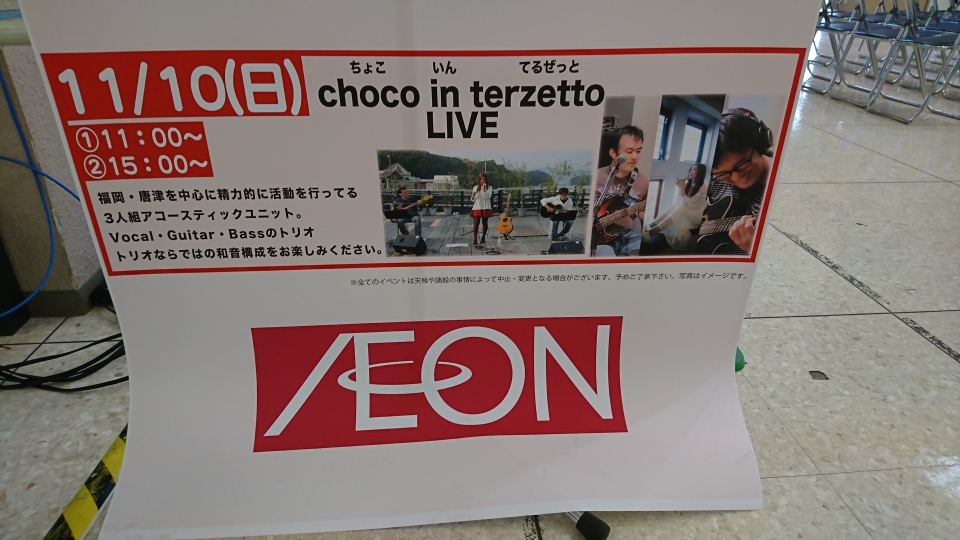 11/10(日)
①11：00～
②15：00～
ちょこ いん てるぜっと
choco in terzetto
LIVE
福岡・唐津を中心に精力的に活動を行ってる
3人組アコースティックユニット。
Vocal・Guitar・Bassのトリオ
トリオならではの和音構成をお楽しみください。
※全てのイベントは天候や諸般の事情によって中止・変更となる場合がございます。予めご了承下さい。写真はイメージです。
ÆON